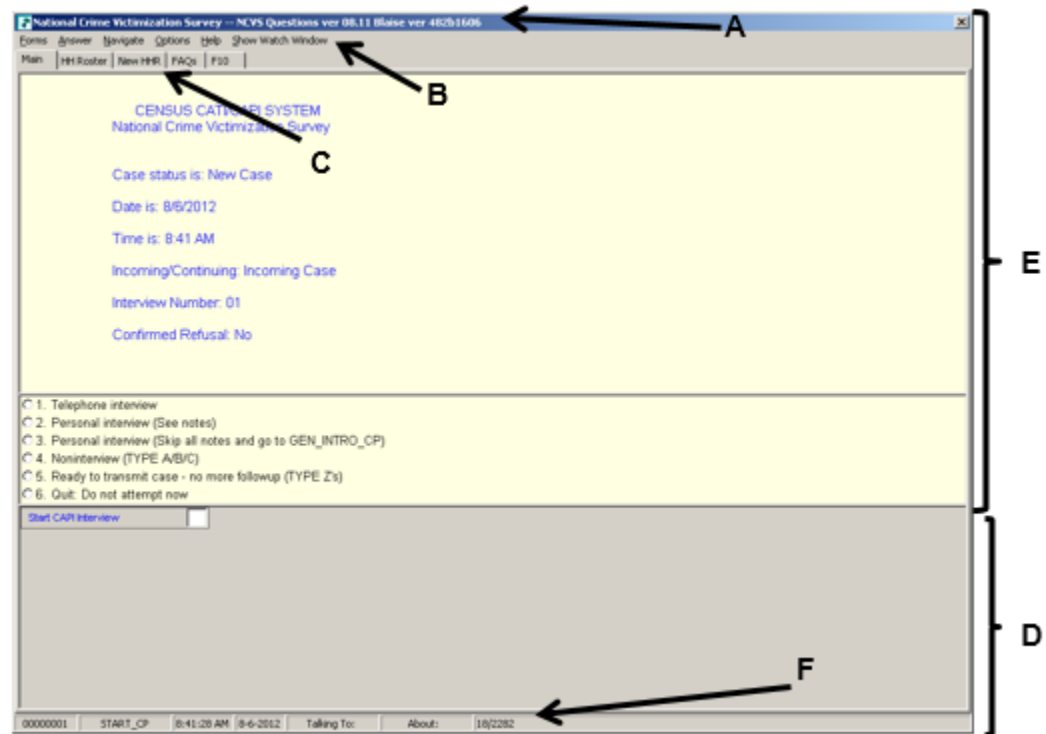 National Crime Victimization Survey -- NCVS Questions ver 08.11 Blaise ver 482b1606
A
Forms Answer Navigate Options Help Show Watch Window
B
Main HH Roster New HHR FAQs F10
C
CENSUS CATI/CAPI SYSTEM
National Crime Victimization Survey
Case status is: New Case
Date is: 8/6/2012
Time is: 8:41 AM
Incoming/Continuing: Incoming Case
Interview Number: 01
Confirmed Refusal: No
E
1. Telephone interview
2. Personal interview (See notes)
3. Personal interview (Skip all notes and go to GEN_INTRO_CP)
4. Noninterview (TYPE A/B/C)
5. Ready to transmit case - no more followup (TYPE Z's)
6. Quit: Do not attempt now
Start CAPI Interview
D
F
00000001 START_CP 8:41:28 AM 8-6-2012 Talking To: About: 18/2282